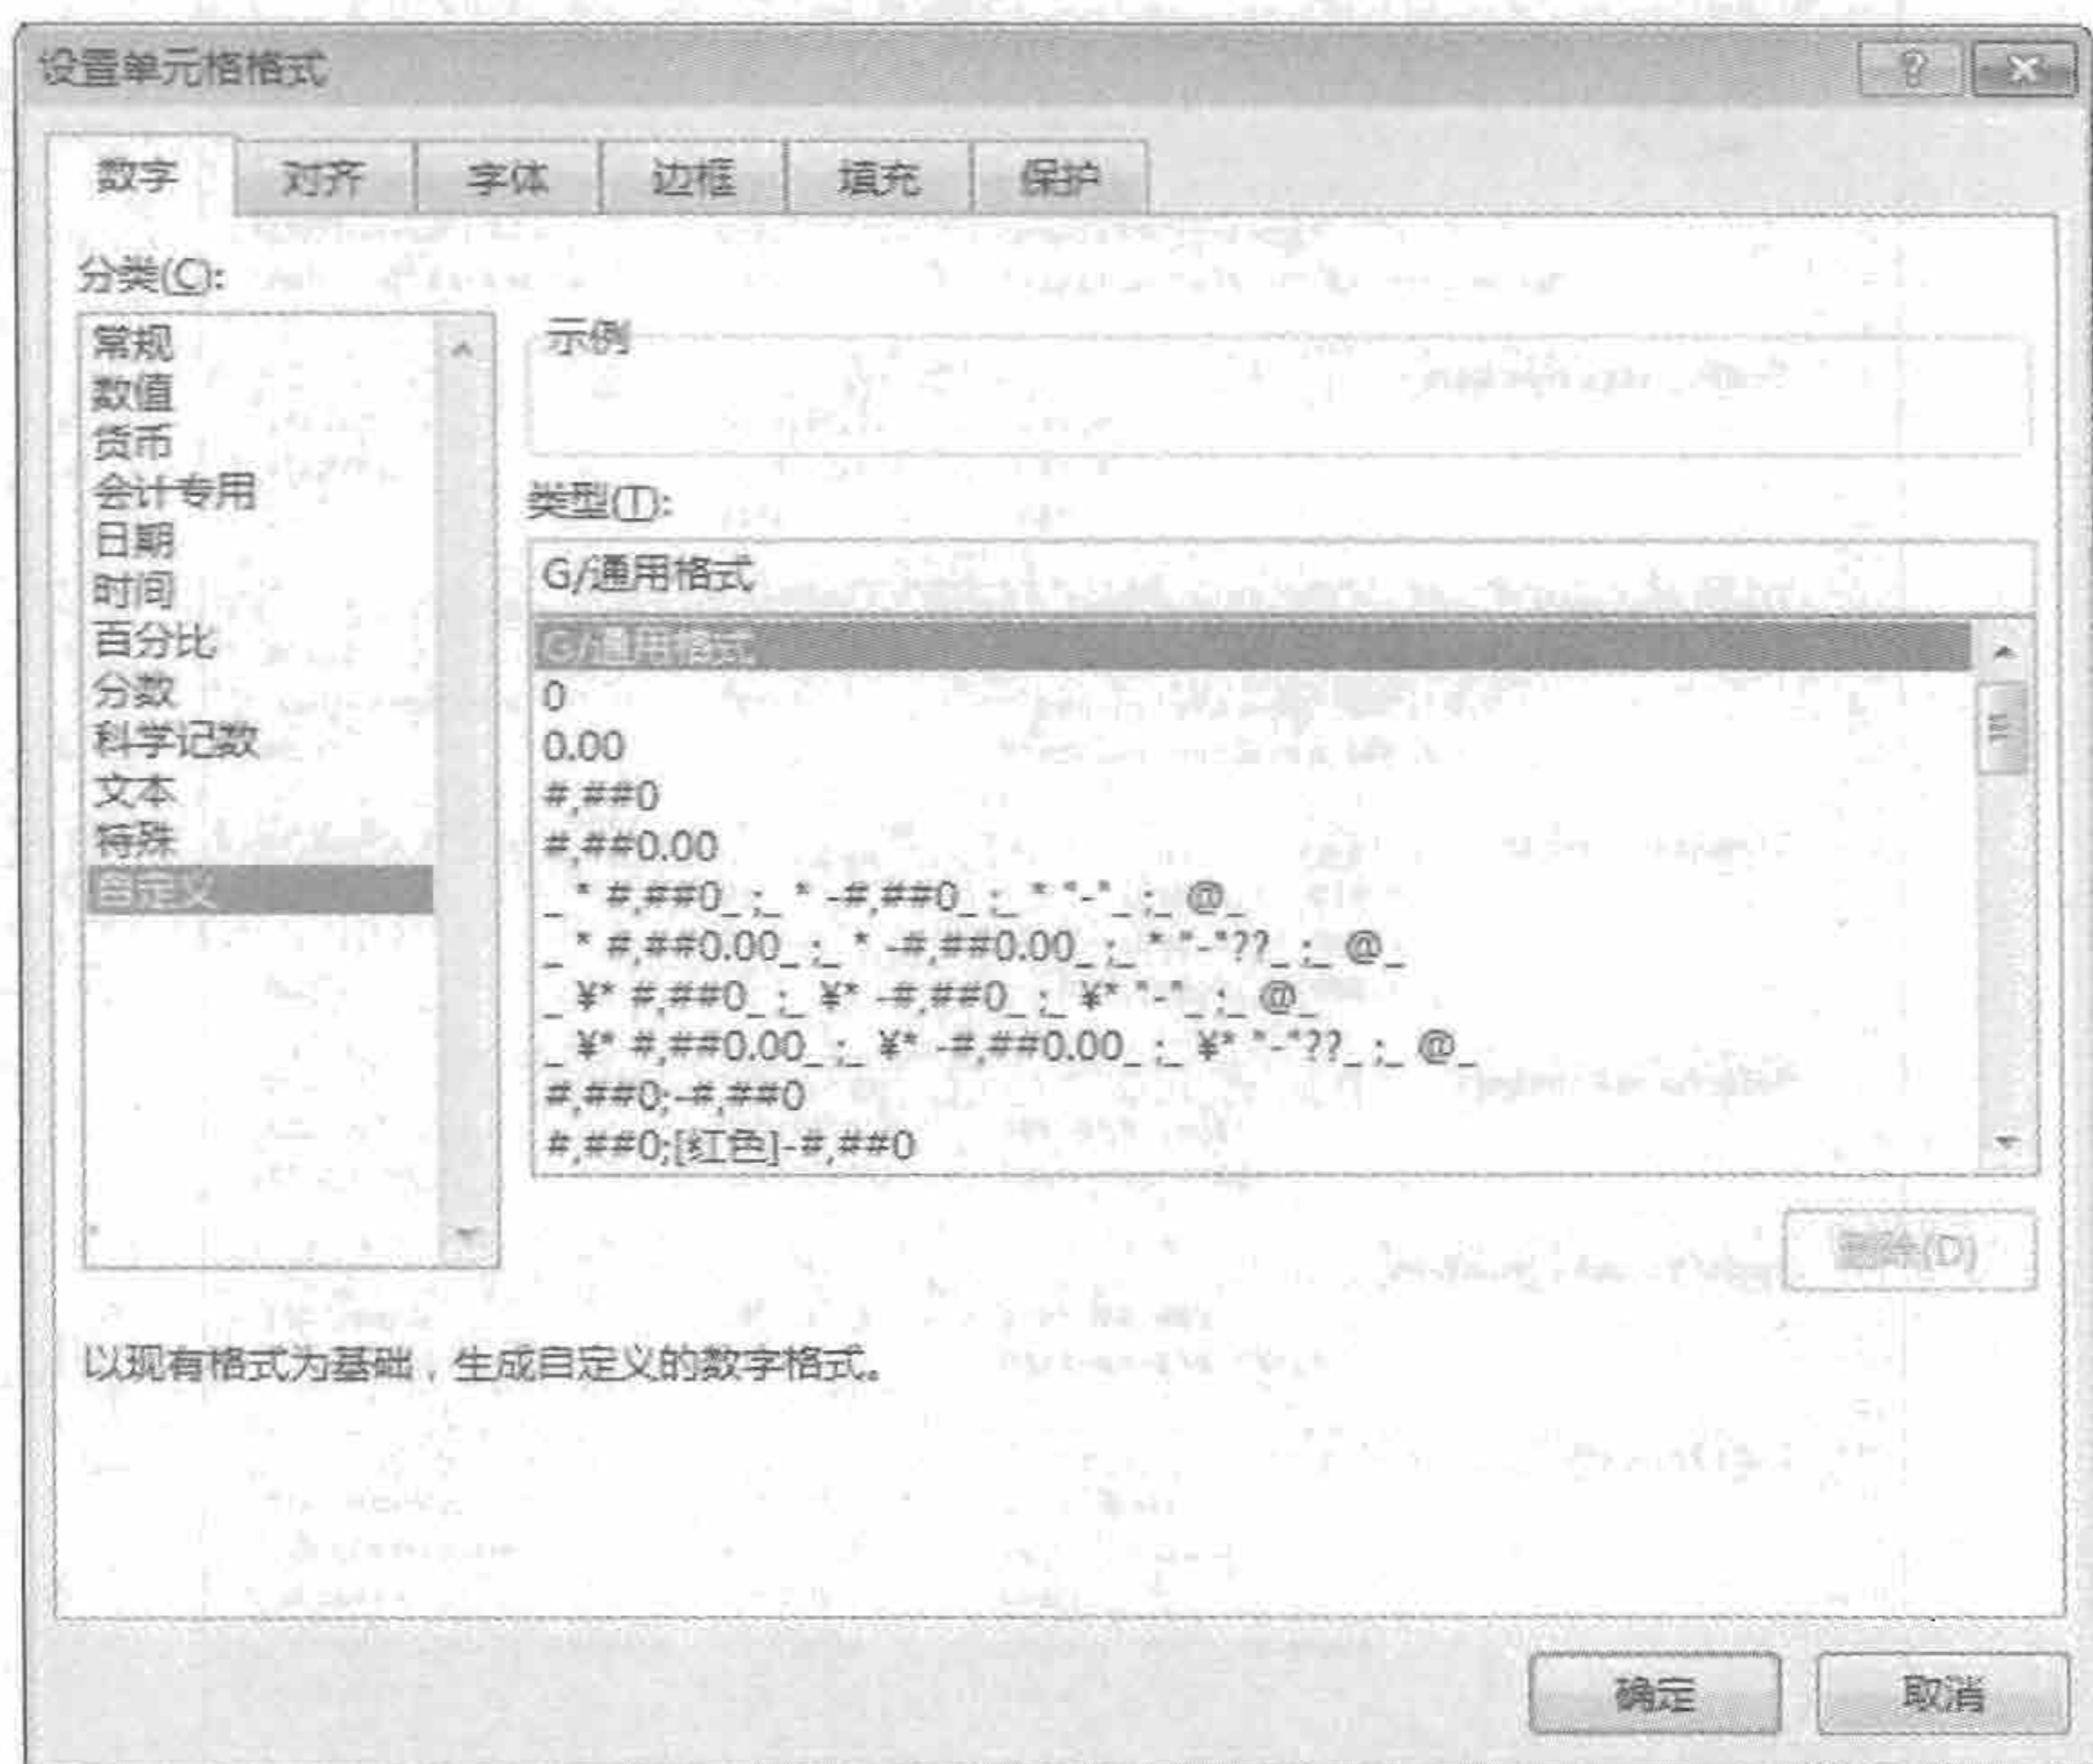 设置单元格格式
数字 对齐 字体 边框 填充 保护
分类(C):
常规
数值
货币
会计专用
日期
时间
百分比
分数
科学记数
文本
特殊
自定义
示例
类型(T):
G/通用格式
G/通用格式
0
0.00
#,##0
#,##0.00
_ * #,##0_ ;_ * -#,##0_ ;_ * "-"_ ;_ @_
_ * #,##0.00_ ;_ * -#,##0.00_ ;_ * "-"??_ ;_ @_
_ ¥* #,##0_ ;_ ¥* -#,##0_ ;_ ¥* "-"_ ;_ @_
_ ¥* #,##0.00_ ;_ ¥* -#,##0.00_ ;_ ¥* "-"??_ ;_ @_
#,##0;-#,##0
#,##0;[红色]-#,##0
删除(D)
以现有格式为基础，生成自定义的数字格式。
确定 取消